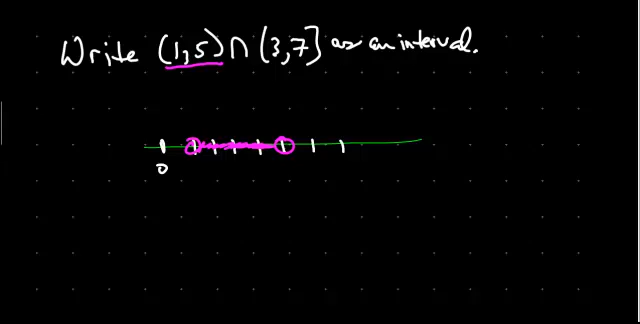 Write (1,5) ∩ (3,7] as an interval.
0